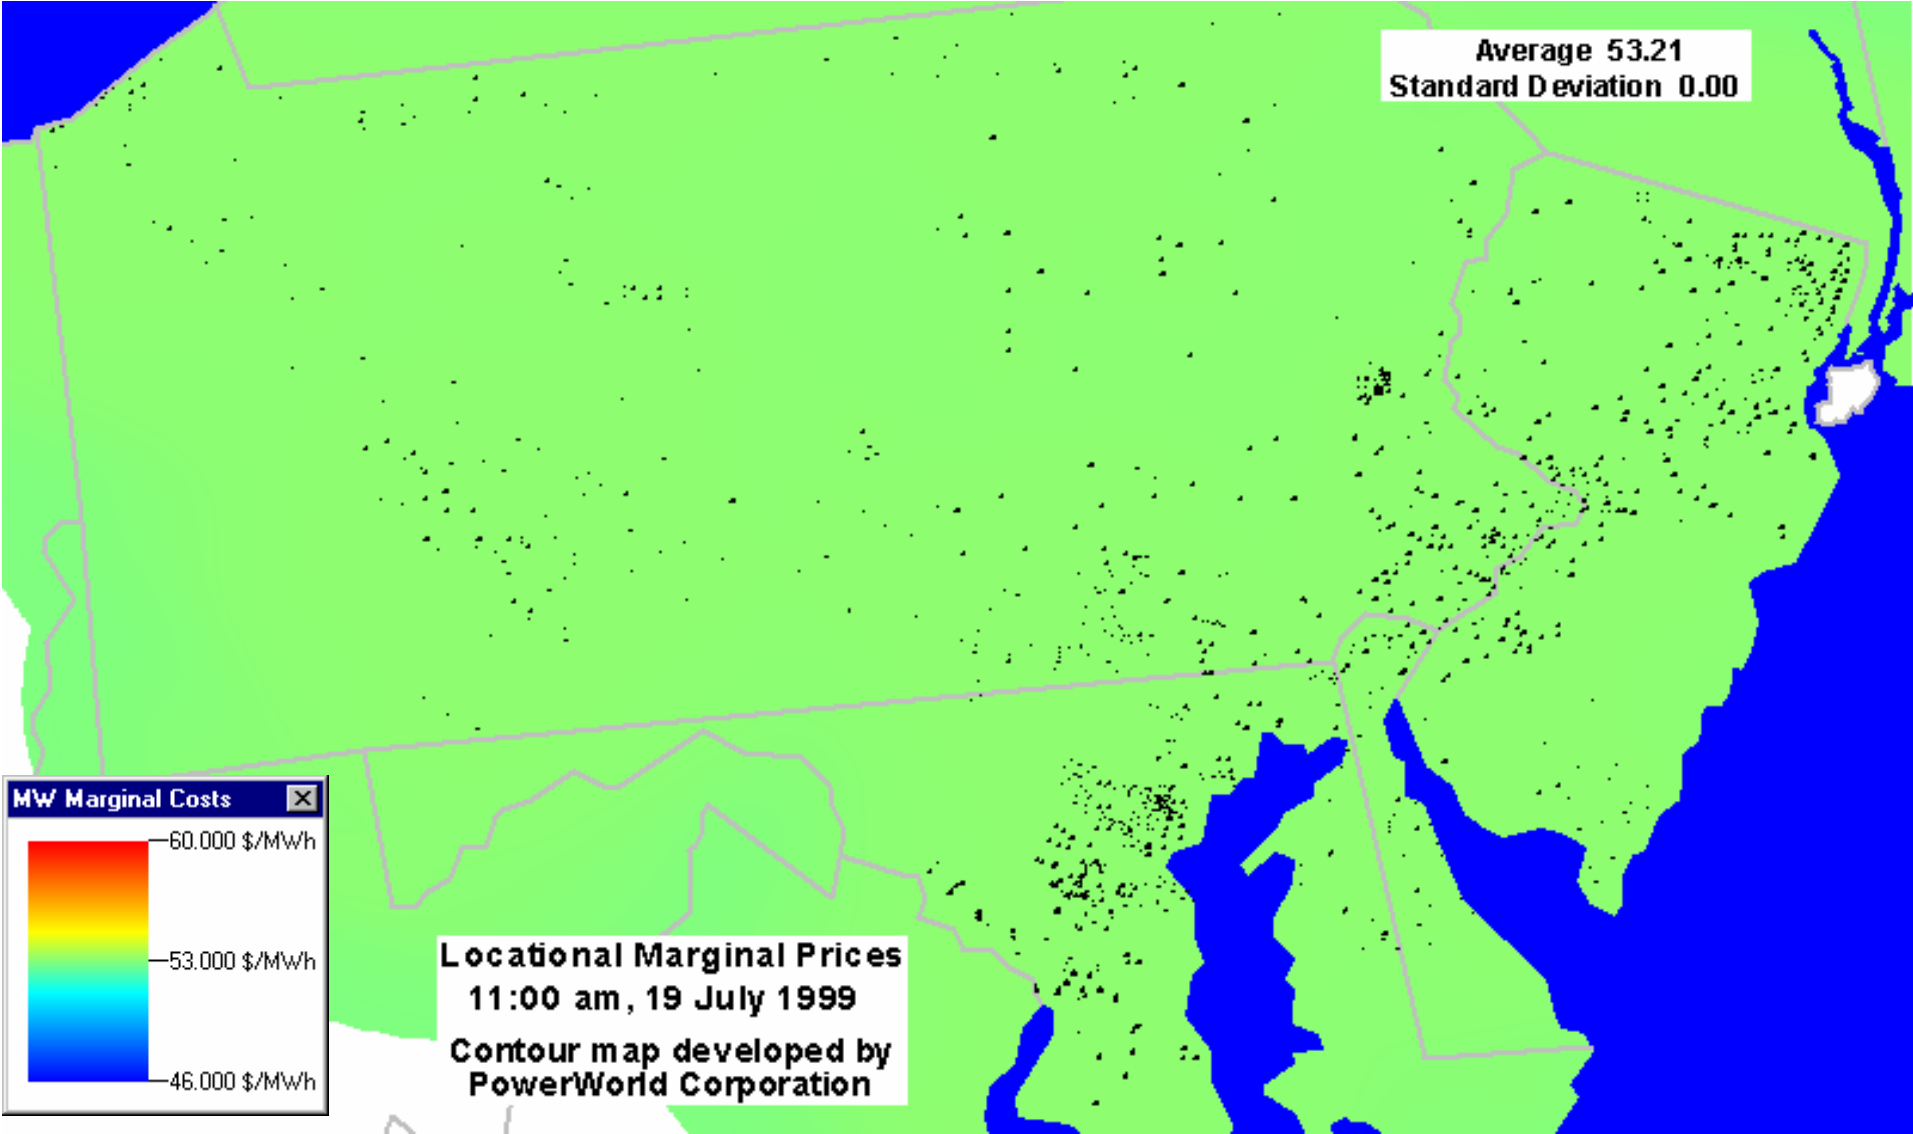 Average 53.21
Standard Deviation 0.00
MW Marginal Costs
60.000 $/MWh
53.000 $/MWh
46.000 $/MWh
Locational Marginal Prices
11:00 am, 19 July 1999
Contour map developed by
PowerWorld Corporation